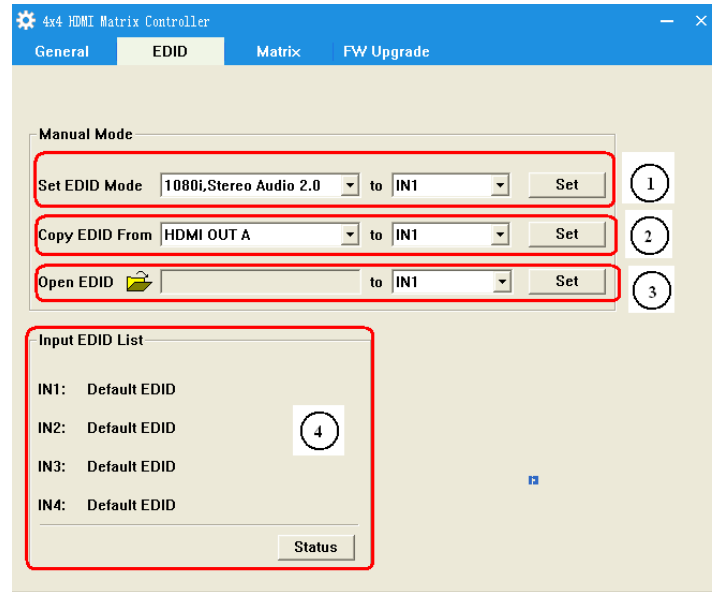 4x4 HDMI Matrix Controller
General EDID Matrix FW Upgrade
Manual Mode
Set EDID Mode 1080i,Stereo Audio 2.0 to IN1 Set 1
Copy EDID From HDMI OUT A to IN1 Set 2
Open EDID to IN1 Set 3
Input EDID List
IN1: Default EDID
IN2: Default EDID 4
IN3: Default EDID
IN4: Default EDID
Status